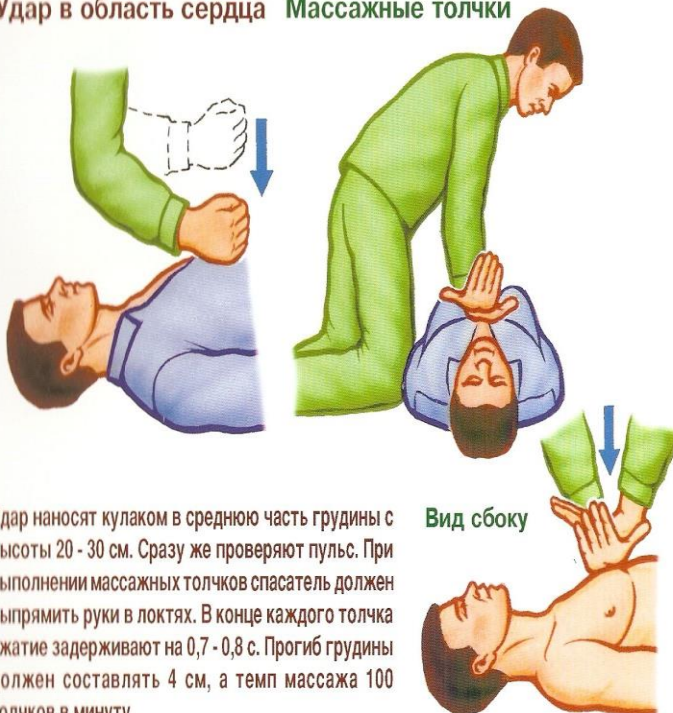 Удар в область сердца
Массажные толчки
дар наносят кулаком в среднюю часть грудины с
ысоты 20 - 30 см. Сразу же проверяют пульс. При
ыполнении массажных толчков спасатель должен
ыпрямить руки в локтях. В конце каждого толчка
жатие задерживают на 0,7 - 0,8 с. Прогиб грудины
олжен составлять 4 см, а темп массажа 100
олчков в минуту
Вид сбоку